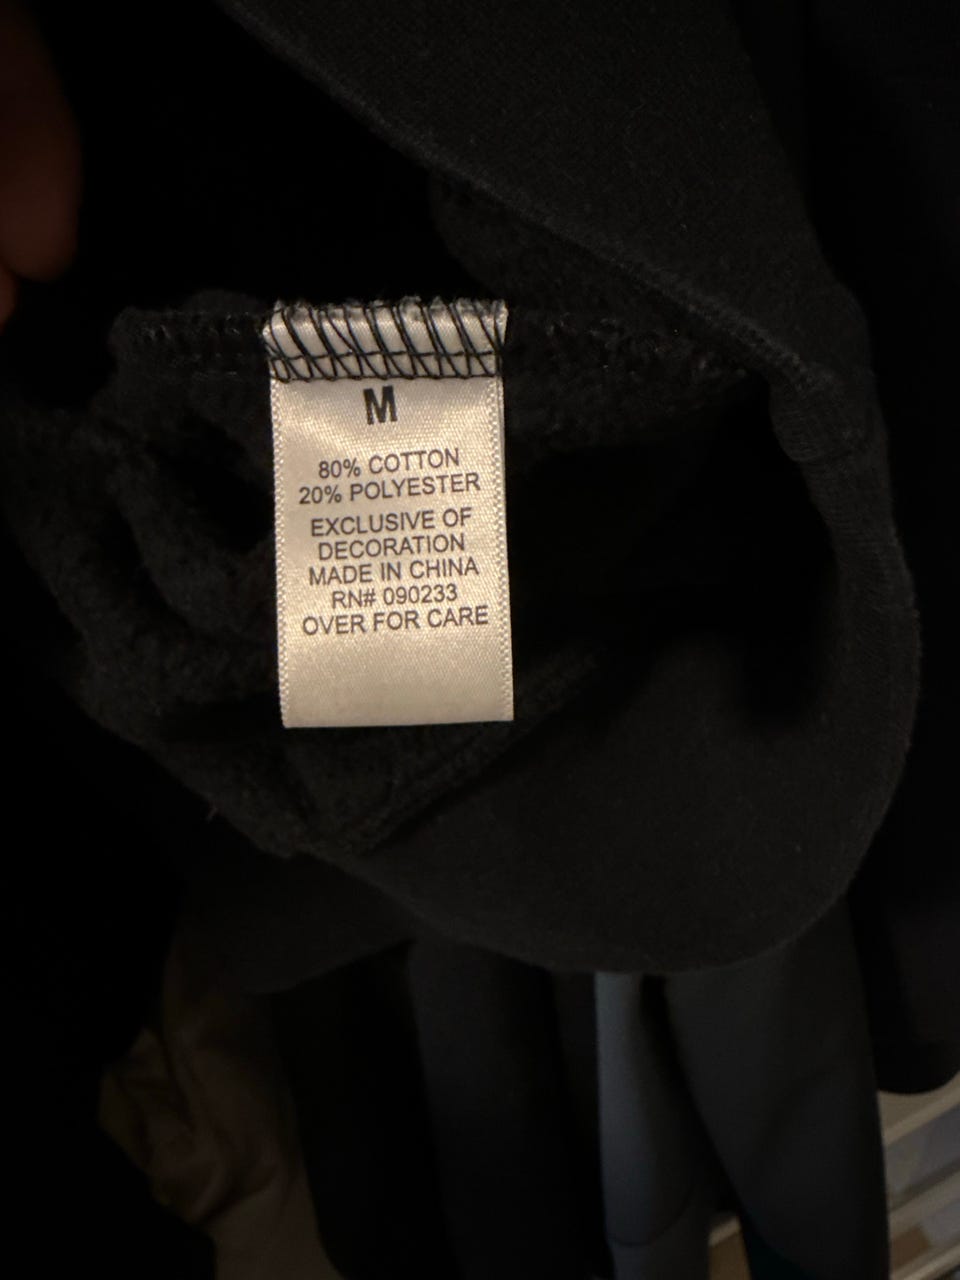 M
80% COTTON
20% POLYESTER
EXCLUSIVE OF
DECORATION
MADE IN CHINA
RN# 090233
OVER FOR CARE